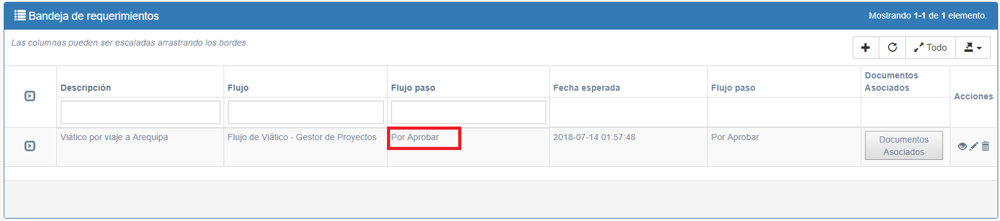 Bandeja de requerimientos
Mostrando 1-1 de 1 elemento.
Las columnas pueden ser escaladas arrastrando los bordes.
Todo
Descripción
Flujo
Flujo paso
Fecha esperada
Flujo paso
Documentos
Asociados
Acciones
Viático por viaje a Arequipa
Flujo de Viático - Gestor de Proyectos
Por Aprobar
2018-07-14 01:57:48
Por Aprobar
Documentos
Asociados